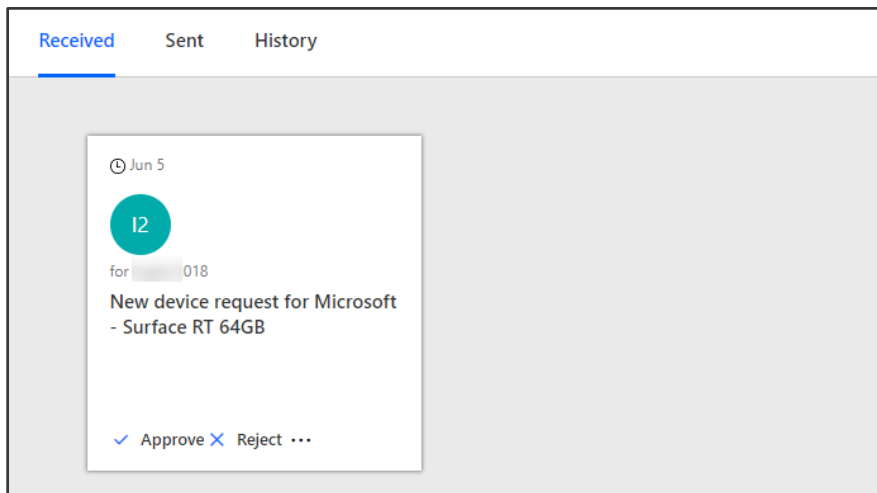 Received Sent History
Jun 5
I2
for 018
New device request for Microsoft
- Surface RT 64GB
Approve Reject ...